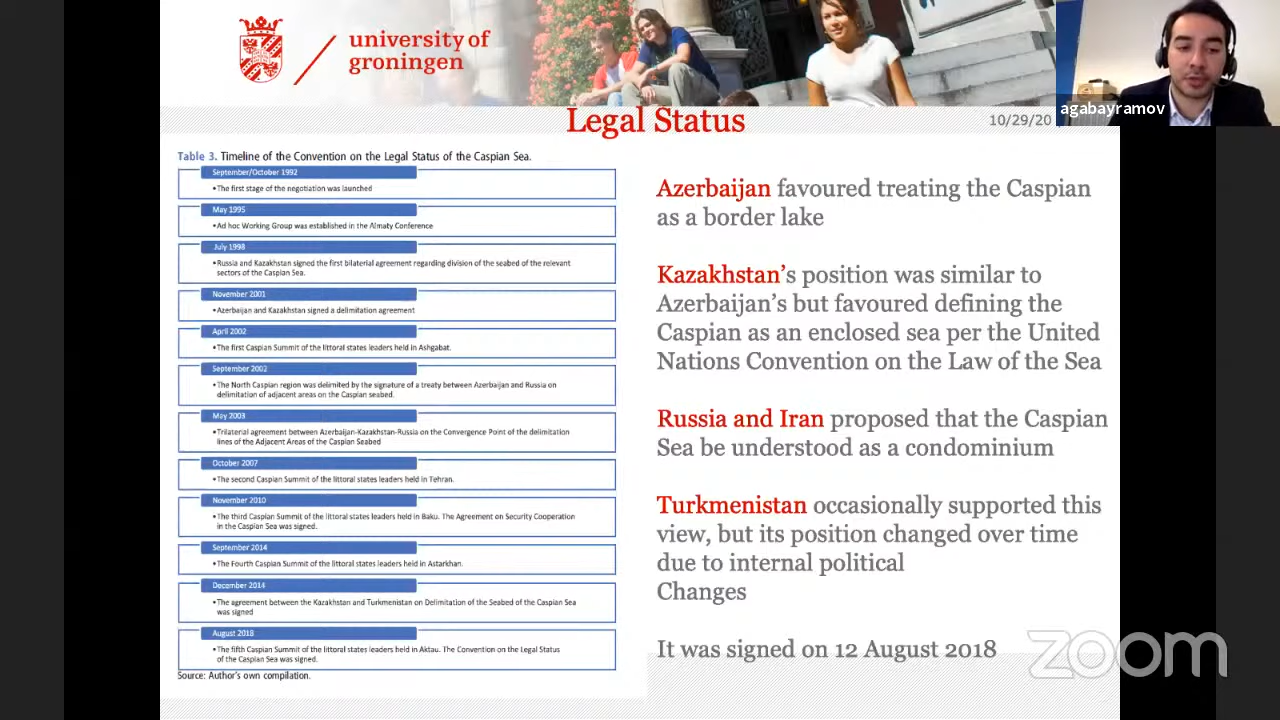 university of
groningen
agabayramov
Legal Status
10/29/20
Table 3. Timeline of the Convention on the Legal Status of the Caspian Sea.
September/October 1992
•The first stage of the negotiation was launched
May 1995
•Ad hoc Working Group was established in the Almaty Conference
July 1998
•Russia and Kazakhstan signed the first bilateral agreement regarding division of the seabed of the relevant
sectors of the Caspian Sea.
November 2001
•Azerbaijan and Kazakhstan signed a delimitation agreement
April 2002
•The first Caspian Summit of the littoral states leaders held in Ashgabat.
September 2002
•The North Caspian region was delimited by the signature of a treaty between Azerbaijan and Russia on
delimitation of adjacent areas on the Caspian seabed.
May 2003
•Trilaterial agreement between Azerbaijan-Kazakhstan-Russia on the Convergence Point of the delimitation
lines of the Adjacent Areas of the Caspian Seabed
October 2007
•The second Caspian Summit of the littoral states leaders held in Tehran.
November 2010
•The third Caspian Summit of the littoral states leaders held in Baku. The Agreement on Security Cooperation
in the Caspian Sea was signed.
September 2014
•The Fourth Caspian Summit of the littoral states leaders held in Astarkhan.
December 2014
•The agreement between the Kazakhstan and Turkmenistan on Delimitation of the Seabed of the Caspian Sea
was signed
August 2018
•The fifth Caspian Summit of the littoral states leaders held in Aktau. The Convention on the Legal Status
of the Caspian Sea was signed.
Source: Author's own compilation.
Azerbaijan favoured treating the Caspian
as a border lake
Kazakhstan's position was similar to
Azerbaijan's but favoured defining the
Caspian as an enclosed sea per the United
Nations Convention on the Law of the Sea
Russia and Iran proposed that the Caspian
Sea be understood as a condominium
Turkmenistan occasionally supported this
view, but its position changed over time
due to internal political
Changes
It was signed on 12 August 2018
zoom